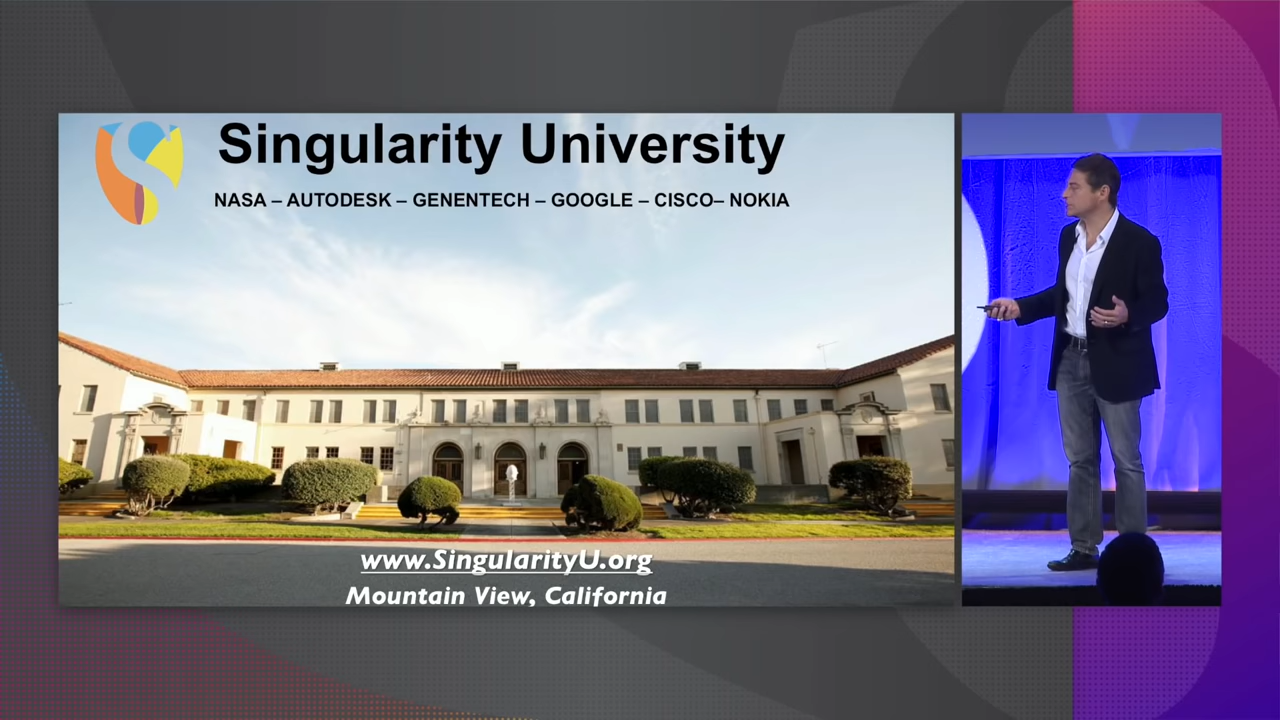 Singularity University
NASA – AUTODESK – GENENTECH – GOOGLE – CISCO– NOKIA
www.SingularityU.org
Mountain View, California